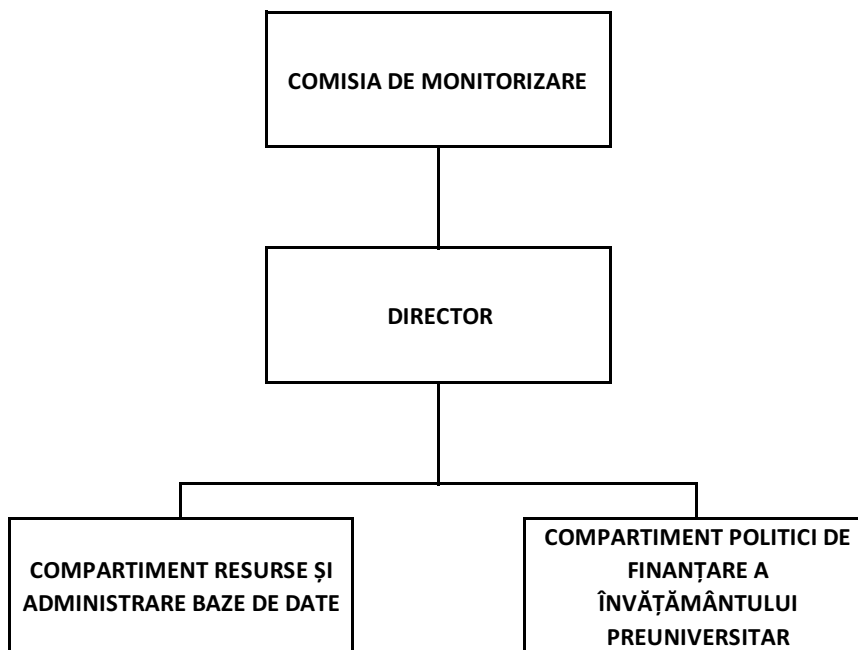 COMISIA DE MONITORIZARE
DIRECTOR
COMPARTIMENT RESURSE ȘI
ADMINISTRARE BAZE DE DATE
COMPARTIMENT POLITICI DE
FINANȚARE A
ÎNVĂȚĂMÂNTULUI
PREUNIVERSITAR